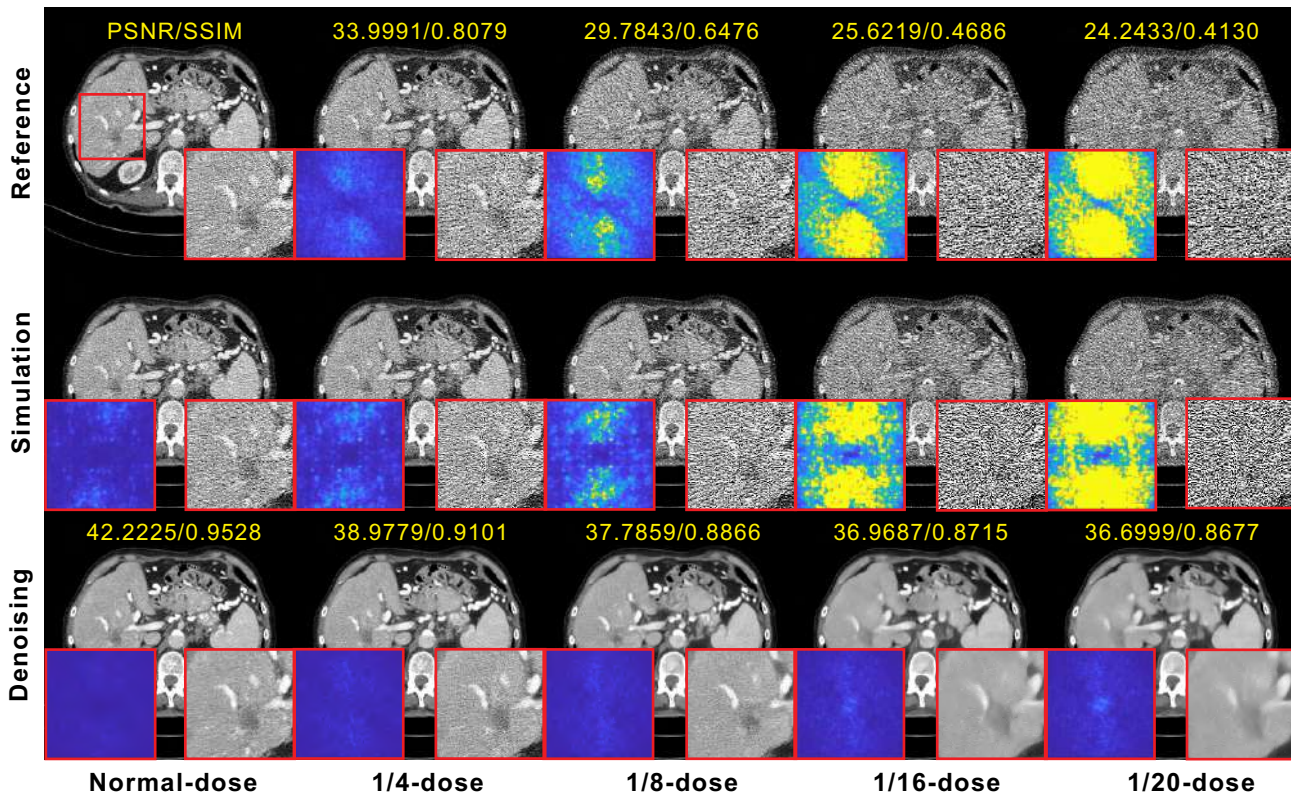 PSNR/SSIM 33.9991/0.8079 29.7843/0.6476 25.6219/0.4686 24.2433/0.4130
Reference
Simulation
42.2225/0.9528 38.9779/0.9101 37.7859/0.8866 36.9687/0.8715 36.6999/0.8677
Denoising
Normal-dose 1/4-dose 1/8-dose 1/16-dose 1/20-dose